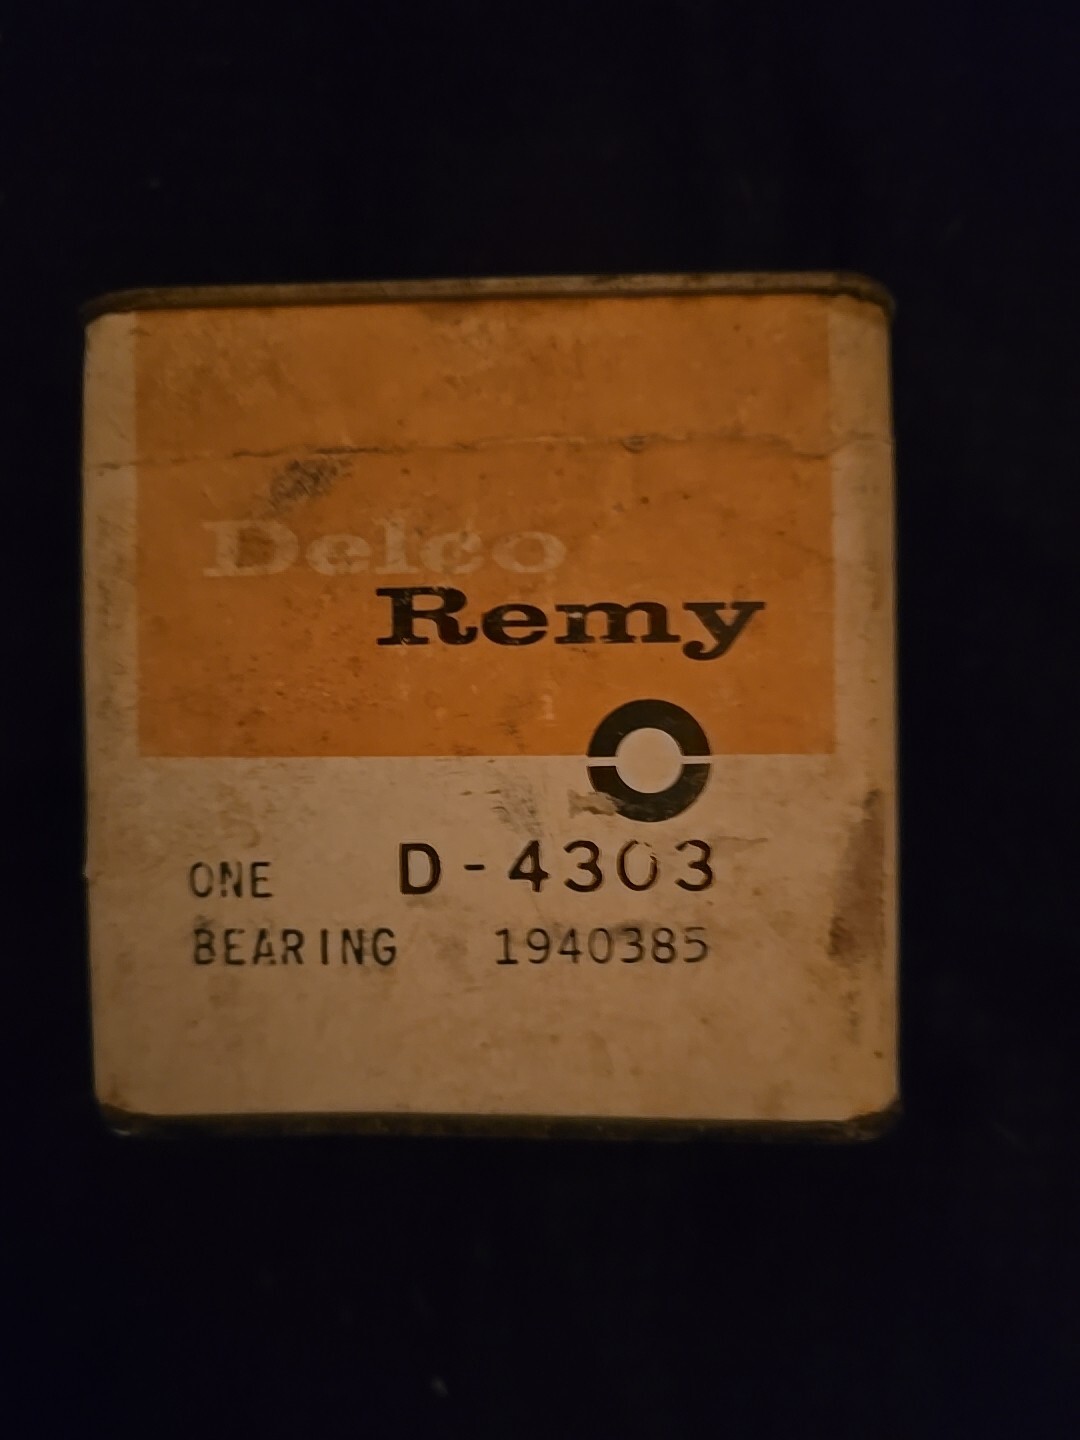 Delco
Remy
ONE D-4303
BEARING 1940385